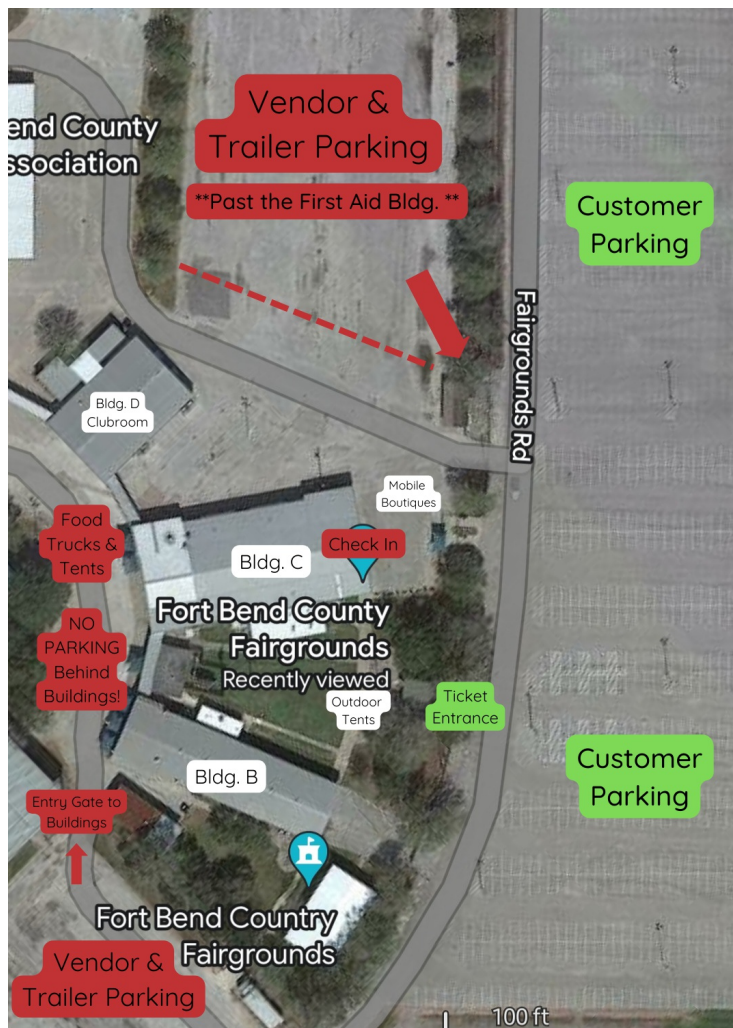 Vendor &
Trailer Parking
**Past the First Aid Bldg. **
end County
ssociation
Customer
Parking
Fairgrounds Rd
Bldg. D
Clubroom
Mobile
Boutiques
Food
Trucks &
Tents
Check In
Bldg. C
Fort Bend County
Fairgrounds
Recently viewed
NO
PARKING
Behind
Buildings!
Outdoor
Tents
Ticket
Entrance
Bldg. B
Customer
Parking
Entry Gate to
Buildings
Fort Bend Country
Fairgrounds
Vendor &
Trailer Parking
100 ft